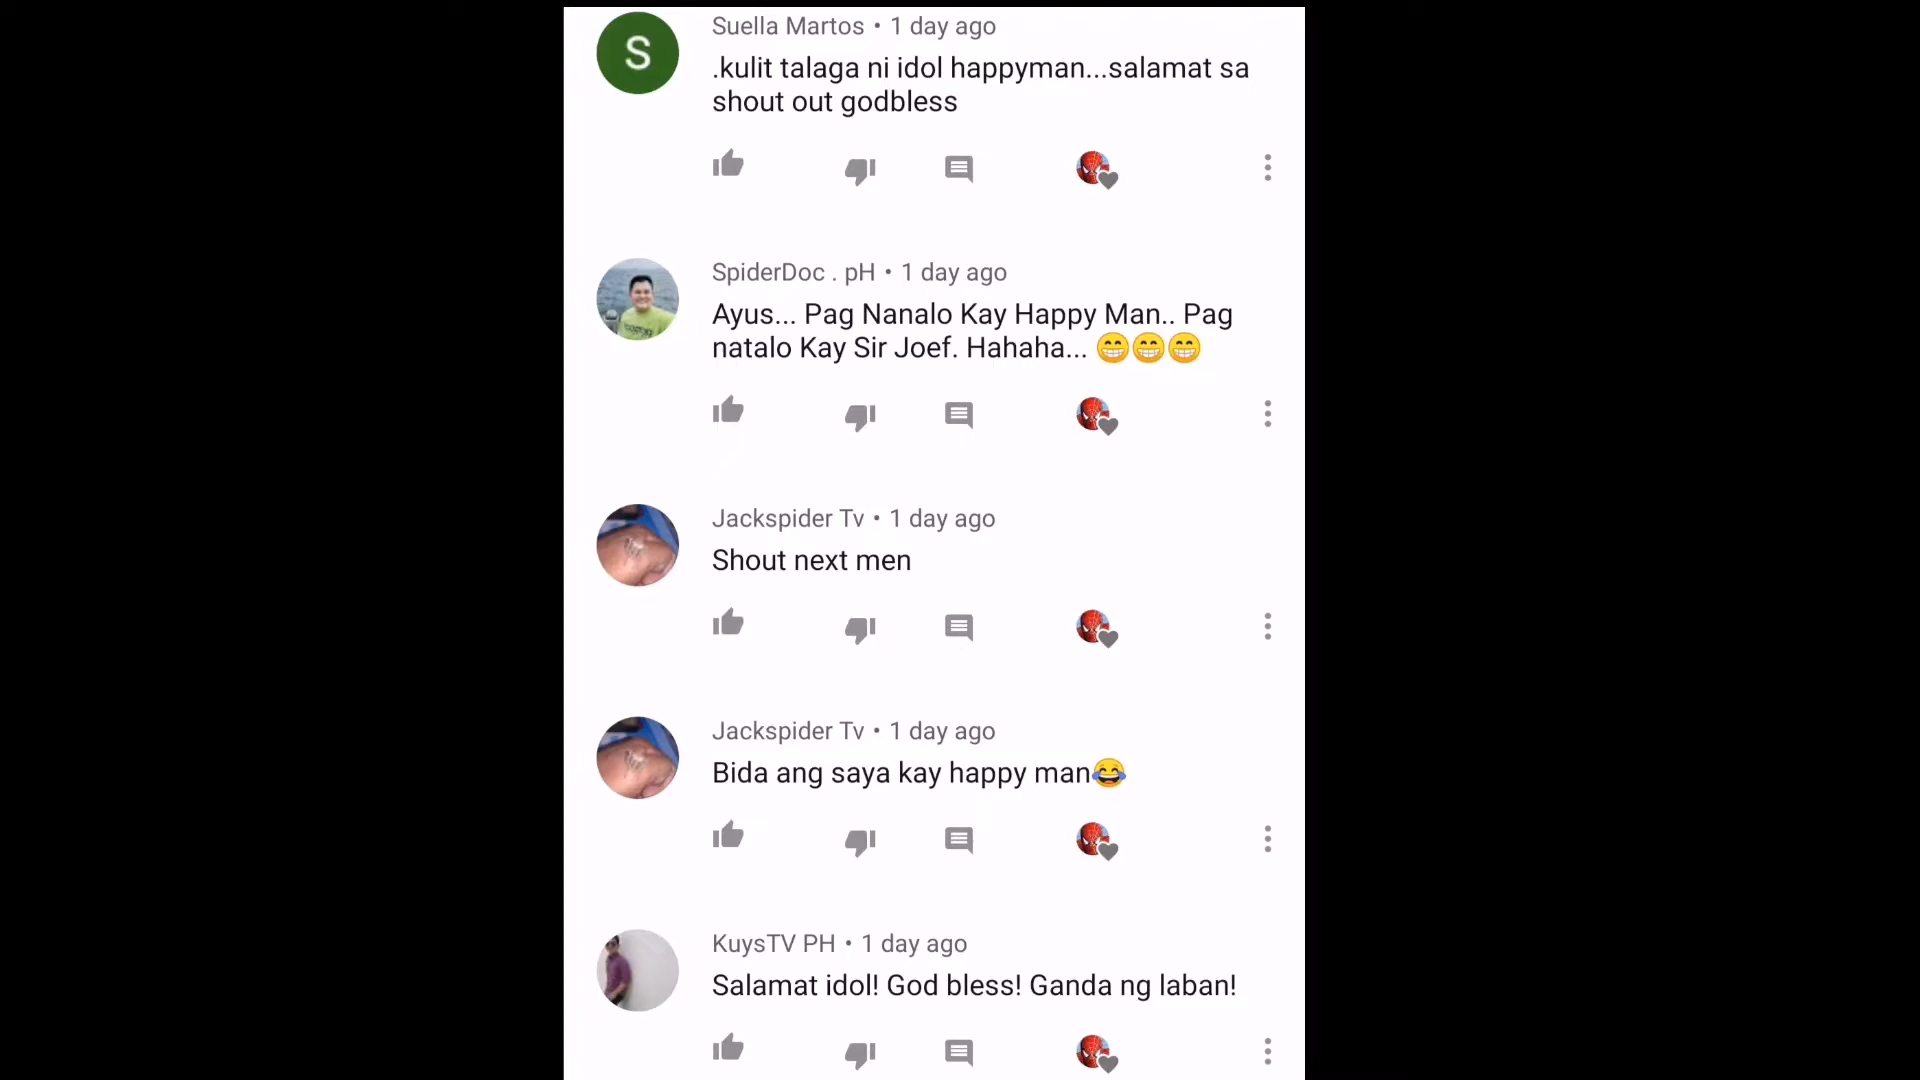 S
Suella Martos • 1 day ago
.kulit talaga ni idol happyman...salamat sa
shout out godbless
SpiderDoc . pH • 1 day ago
Ayus... Pag Nanalo Kay Happy Man.. Pag
natalo Kay Sir Joef. Hahaha... 😁😁😁
Jackspider Tv • 1 day ago
Shout next men
Jackspider Tv • 1 day ago
Bida ang saya kay happy man😂
KuysTV PH • 1 day ago
Salamat idol! God bless! Ganda ng laban!